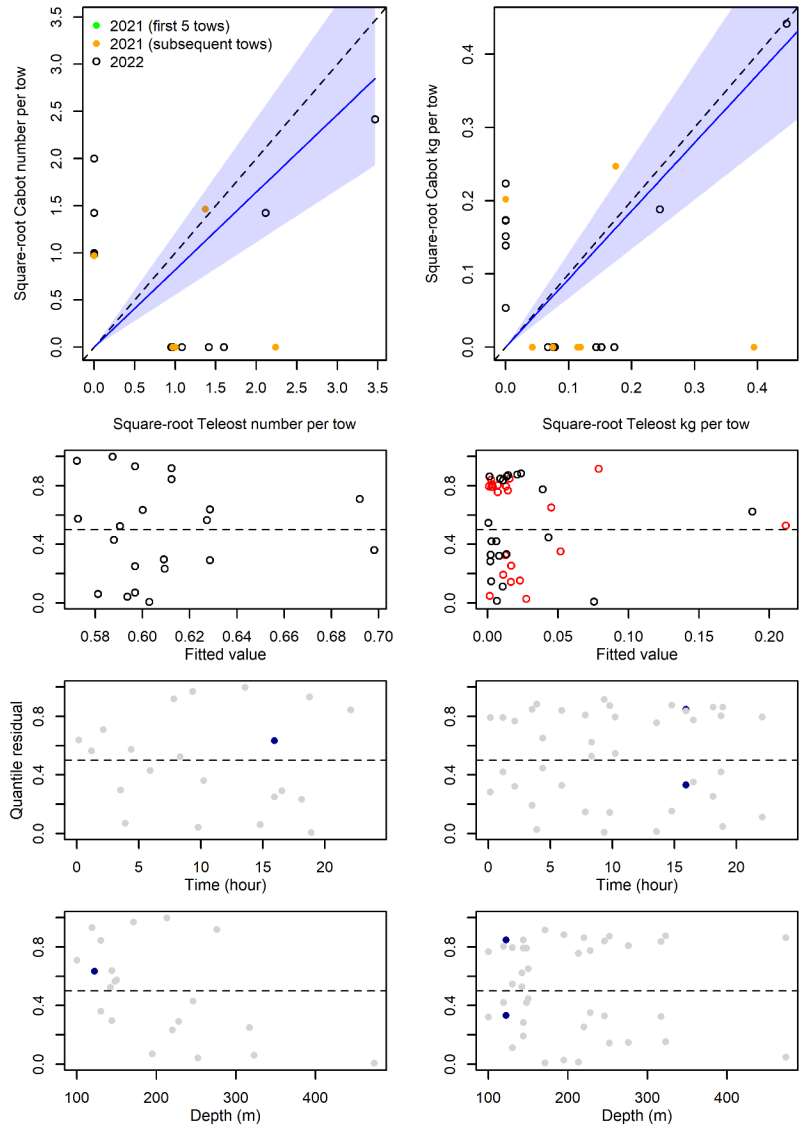 2021 (first 5 tows)
2021 (subsequent tows)
2022
Square-root Cabot number per tow
0.0 0.5 1.0 1.5 2.0 2.5 3.0 3.5
0.0 0.5 1.0 1.5 2.0 2.5 3.0 3.5
Square-root Teleost number per tow
Square-root Cabot kg per tow
0.0 0.1 0.2 0.3 0.4
0.0 0.1 0.2 0.3 0.4
Square-root Teleost kg per tow
0.0 0.4 0.8
0.58 0.60 0.62 0.64 0.66 0.68 0.70
Fitted value
0.0 0.4 0.8
0.00 0.05 0.10 0.15 0.20
Fitted value
Quantile residual
0.0 0.4 0.8
0 5 10 15 20
Time (hour)
0.0 0.4 0.8
0 5 10 15 20
Time (hour)
0.0 0.4 0.8
100 200 300 400
Depth (m)
0.0 0.4 0.8
100 200 300 400
Depth (m)